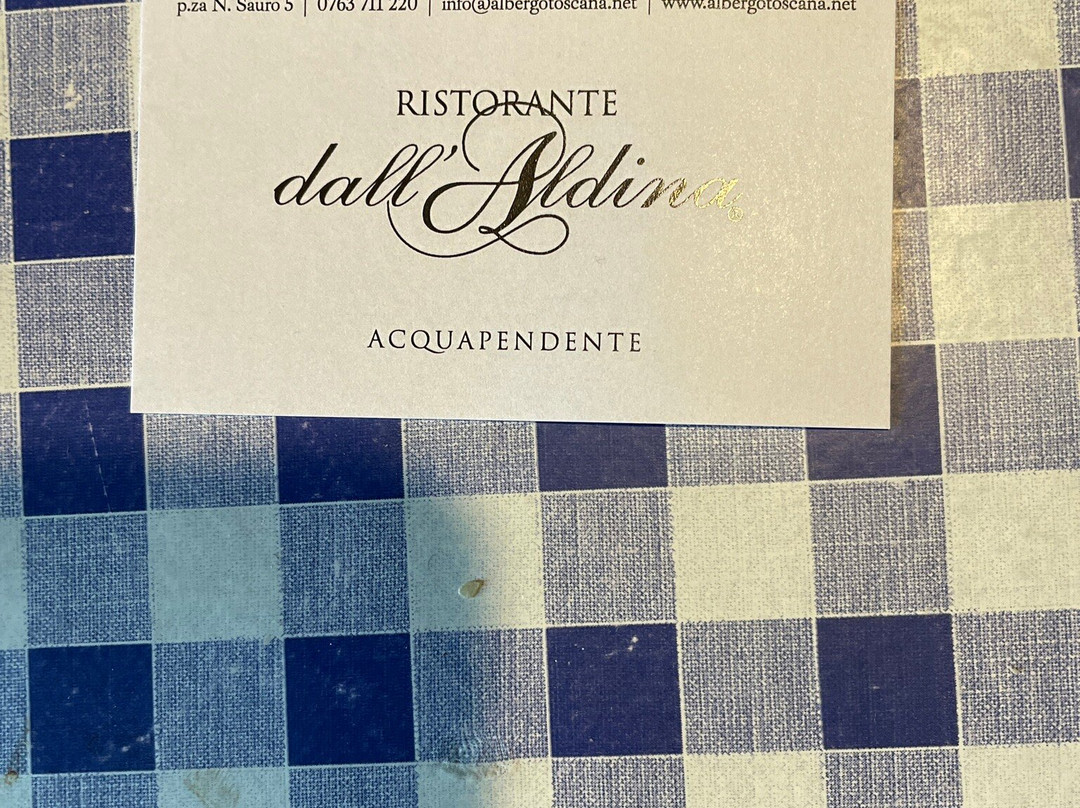 p.za N. Sauro 5 | 0763 711 220 | info@albergotoscana.net | www.albergotoscana.net
RISTORANTE
dall'Aldina®
ACQUAPENDENTE